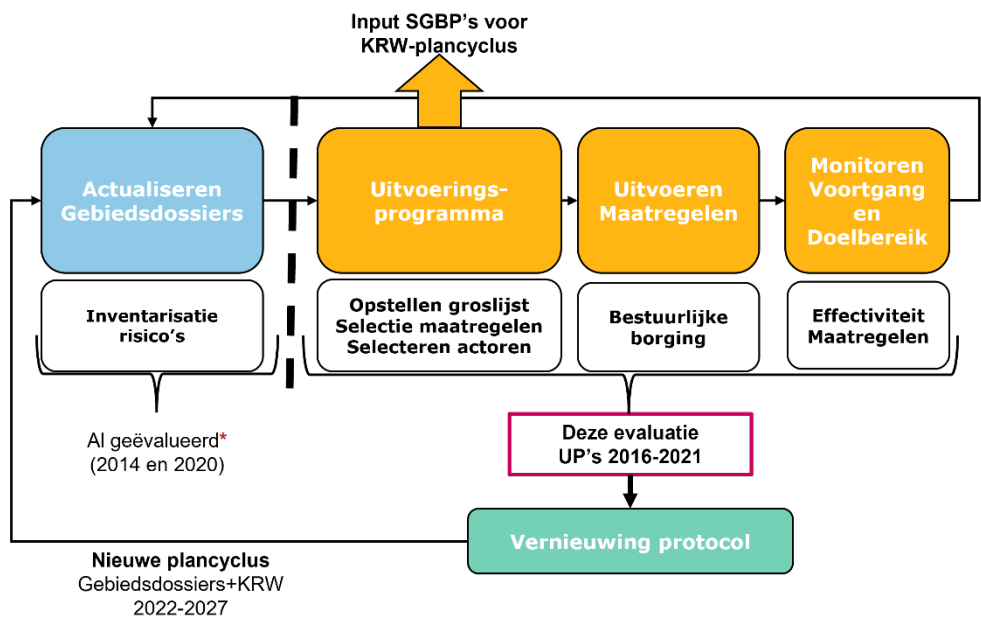 Input SGBP's voor
KRW-plancyclus
Actualiseren
Gebiedsdossiers
Uitvoerings-
programma
Uitvoeren
Maatregelen
Monitoren
Voortgang
en
Doelbereik
Inventarisatie
risico's
Opstellen groslijst
Selectie maatregelen
Selecteren actoren
Bestuurlijke
borging
Effectiviteit
Maatregelen
Al geëvalueerd*
(2014 en 2020)
Deze evaluatie
UP's 2016-2021
Vernieuwing protocol
Nieuwe plancyclus
Gebiedsdossiers+KRW
2022-2027